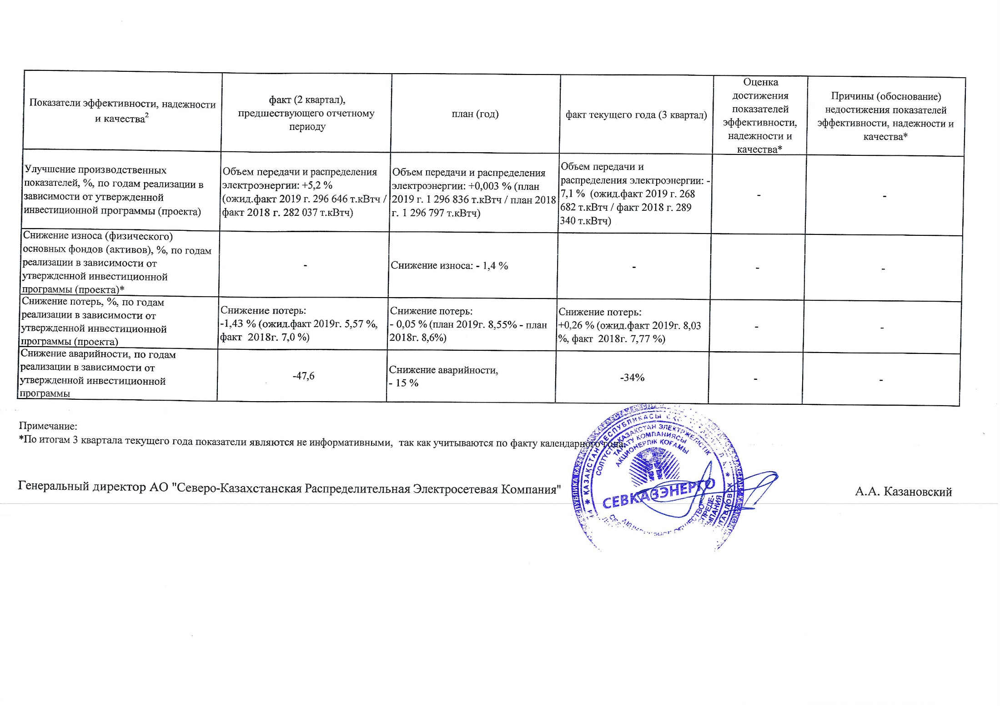 Показатели эффективности, надежности
и качества²
факт (2 квартал),
предшествующего отчетному
периоду
план (год)
факт текущего года (3 квартал)
Оценка
достижения
показателей
эффективности,
надежности и
качества*
Причины (обоснование)
недостижения показателей
эффективности, надежности и
качества*
Улучшение производственных
показателей, %, по годам реализации в
зависимости от утвержденной
инвестиционной программы (проекта)
Объем передачи и распределения
электроэнергии: +5,2 %
(ожид.факт 2019 г. 296 646 т.кВтч /
факт 2018 г. 282 037 т.кВтч)
Объем передачи и распределения
электроэнергии: +0,003 % (план
2019 г. 1 296 836 т.кВтч / план 2018
г. 1 296 797 т.кВтч)
Объем передачи и
распределения электроэнергии: -
7,1 % (ожид.факт 2019 г. 268
682 т.кВтч / факт 2018 г. 289
340 т.кВтч)
-
-
Снижение износа (физического)
основных фондов (активов), %, по годам
реализации в зависимости от
утвержденной инвестиционной
программы (проекта)*
-
Снижение износа: - 1,4 %
-
-
-
Снижение потерь, %, по годам
реализации в зависимости от
утвержденной инвестиционной
программы (проекта)
Снижение потерь:
-1,43 % (ожид.факт 2019г. 5,57 %,
факт 2018г. 7,0 %)
Снижение потерь:
- 0,05 % (план 2019г. 8,55% - план
2018г. 8,6%)
Снижение потерь:
+0,26 % (ожид.факт 2019г. 8,03
%, факт 2018г. 7,77 %)
-
-
Снижение аварийности, по годам
реализации в зависимости от
утвержденной инвестиционной
программы
-47,6
Снижение аварийности,
- 15 %
-34%
-
-
Примечание:
*По итогам 3 квартала текущего года показатели являются не информативными, так как учитываются по факту календарного года.
Генеральный директор АО "Северо-Казахстанская Распределительная Электросетевая Компания"
А.А. Казановский
ҚАЗАҚСТАН РЕСПУБЛИКАСЫ
СОЛТҮСТІК ҚАЗАҚСТАН ЭЛЕКТРЖЕЛІСТІК
ТАРАТУ КОМПАНИЯСЫ
АКЦИОНЕРЛІК ҚОҒАМЫ
СЕВКАЗЭНЕРГО